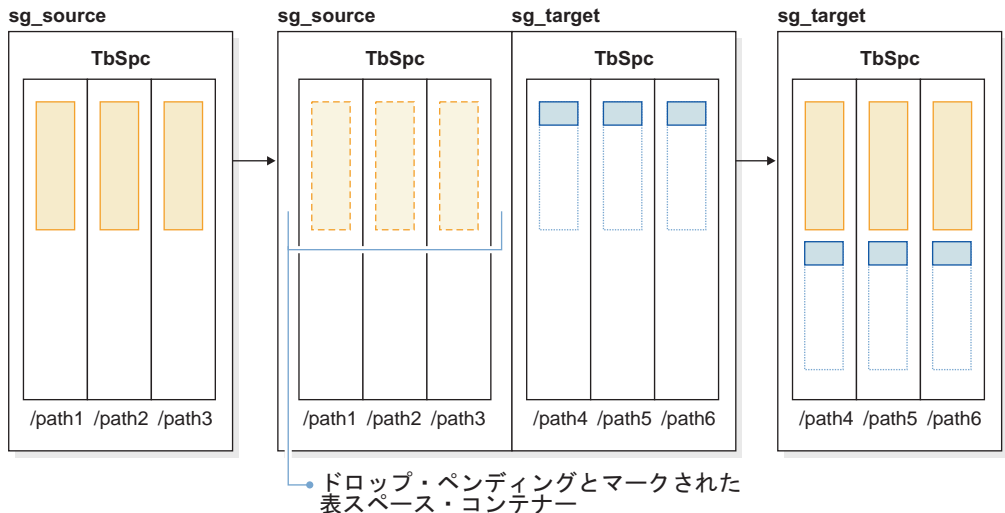 sg_source sg_source sg_target sg_target
TbSpc TbSpc TbSpc TbSpc
/path1 /path2 /path3 /path1 /path2 /path3 /path4 /path5 /path6 /path4 /path5 /path6
ドロップ・ペンディングとマークされた
表スペース・コンテナー